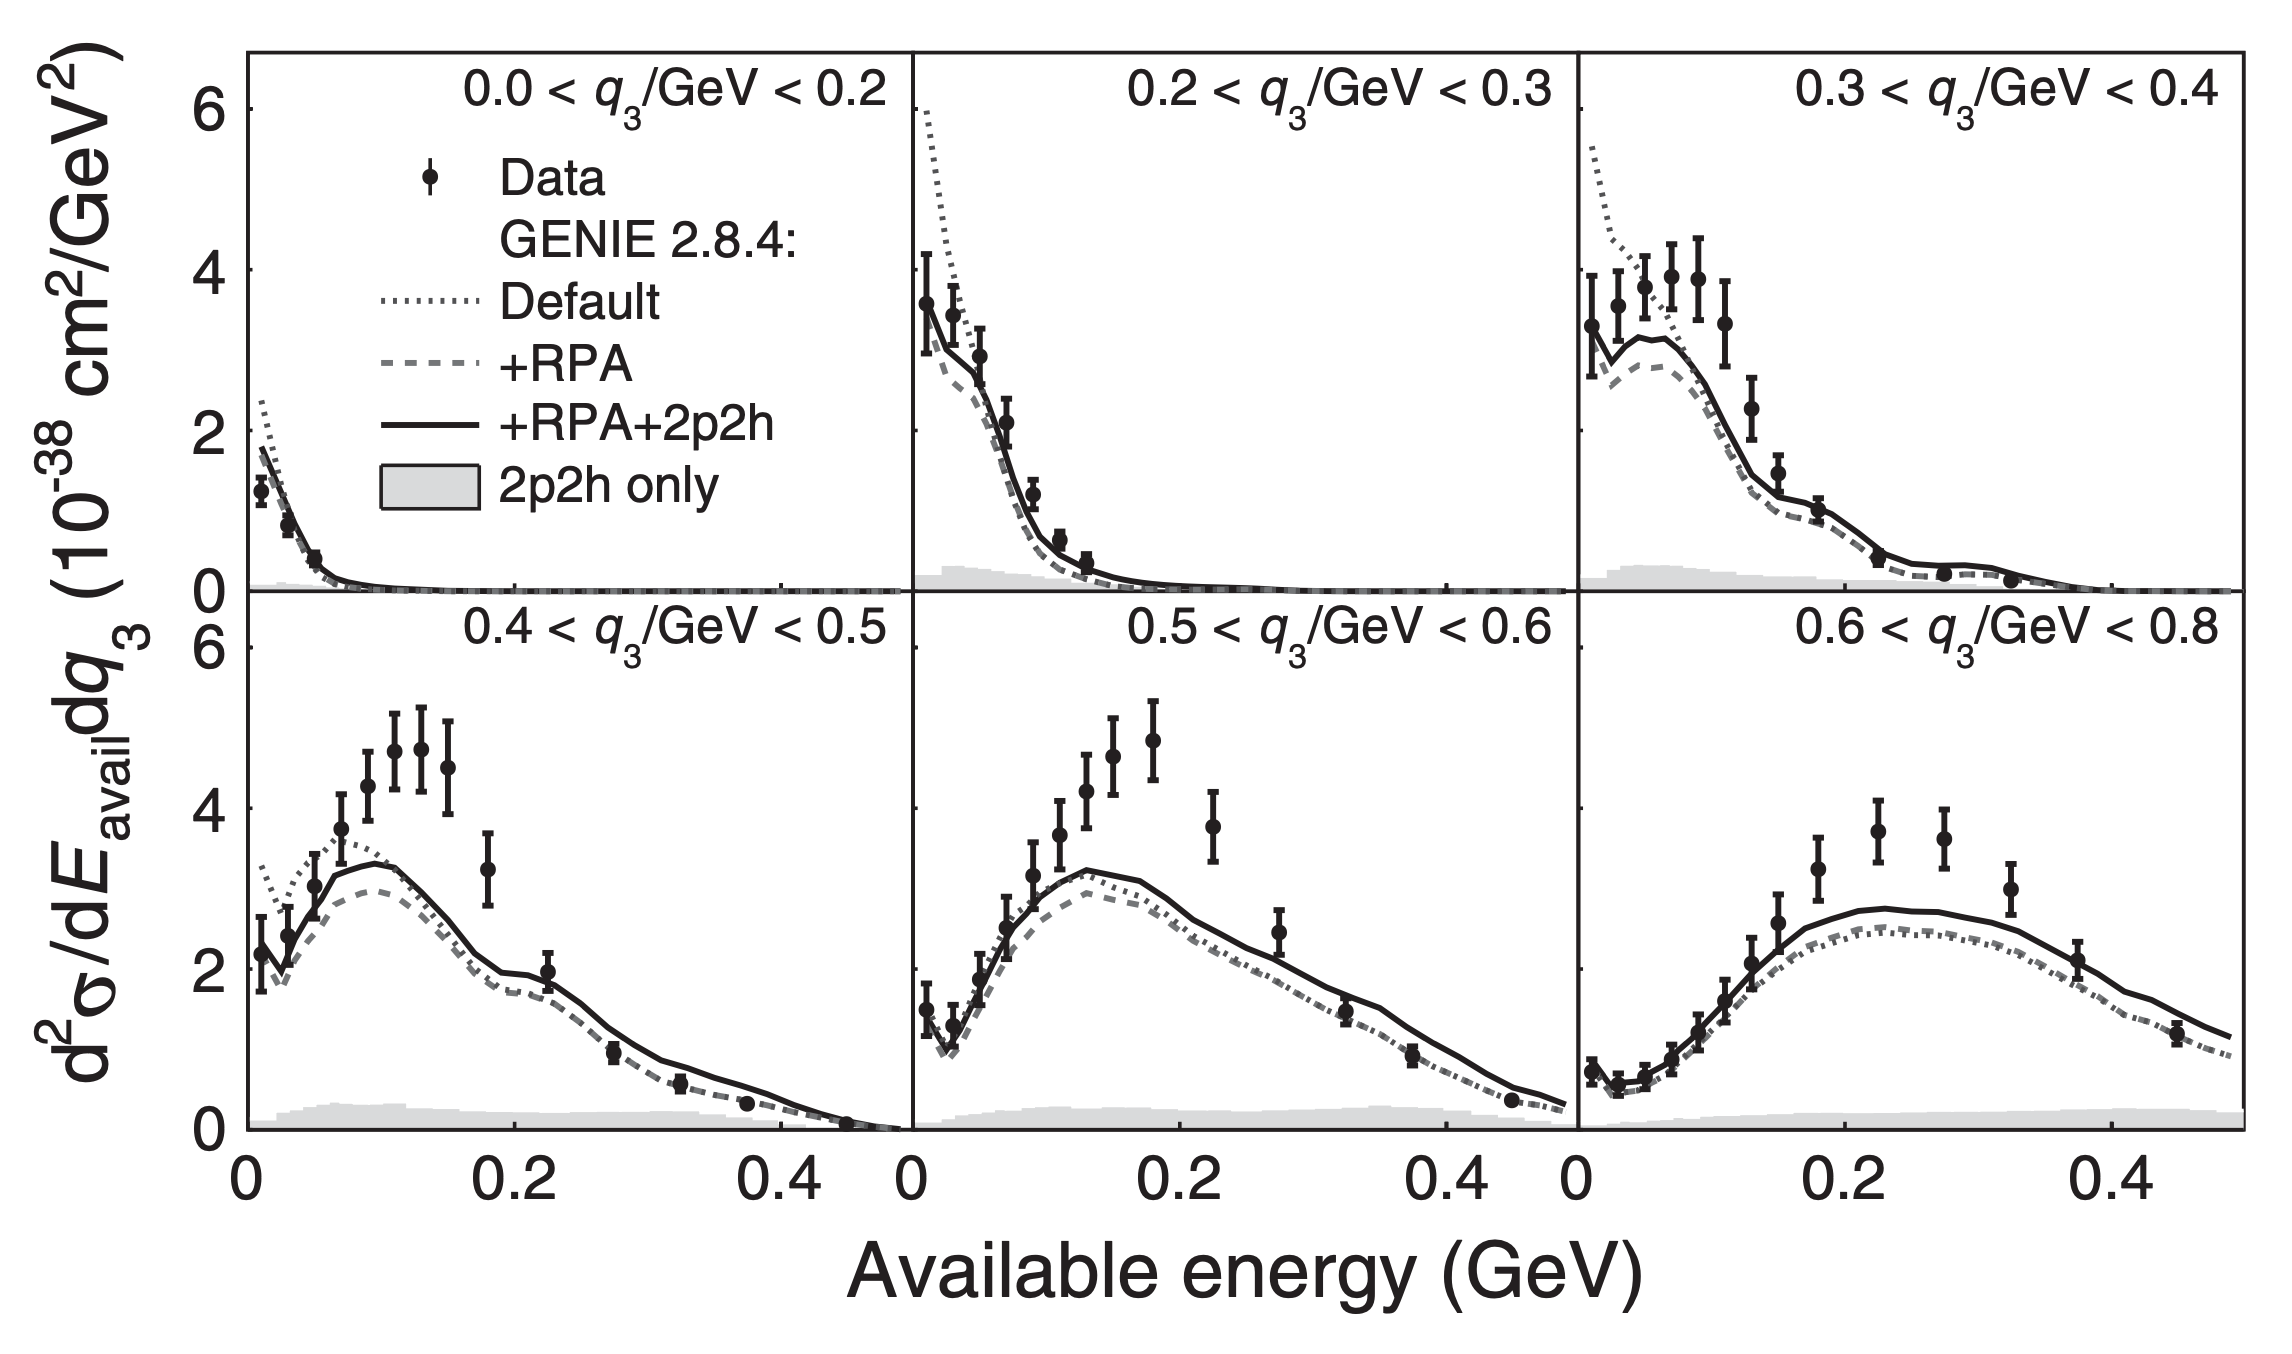 d²σ/dE_avail dq₃ (10⁻³⁸ cm²/GeV²)
0.0 < q₃/GeV < 0.2
0.2 < q₃/GeV < 0.3
0.3 < q₃/GeV < 0.4
Data
GENIE 2.8.4:
Default
+RPA
+RPA+2p2h
2p2h only
6
4
2
0
0.4 < q₃/GeV < 0.5
0.5 < q₃/GeV < 0.6
0.6 < q₃/GeV < 0.8
6
4
2
0
0 0.2 0.4 0 0.2 0.4 0 0.2 0.4
Available energy (GeV)